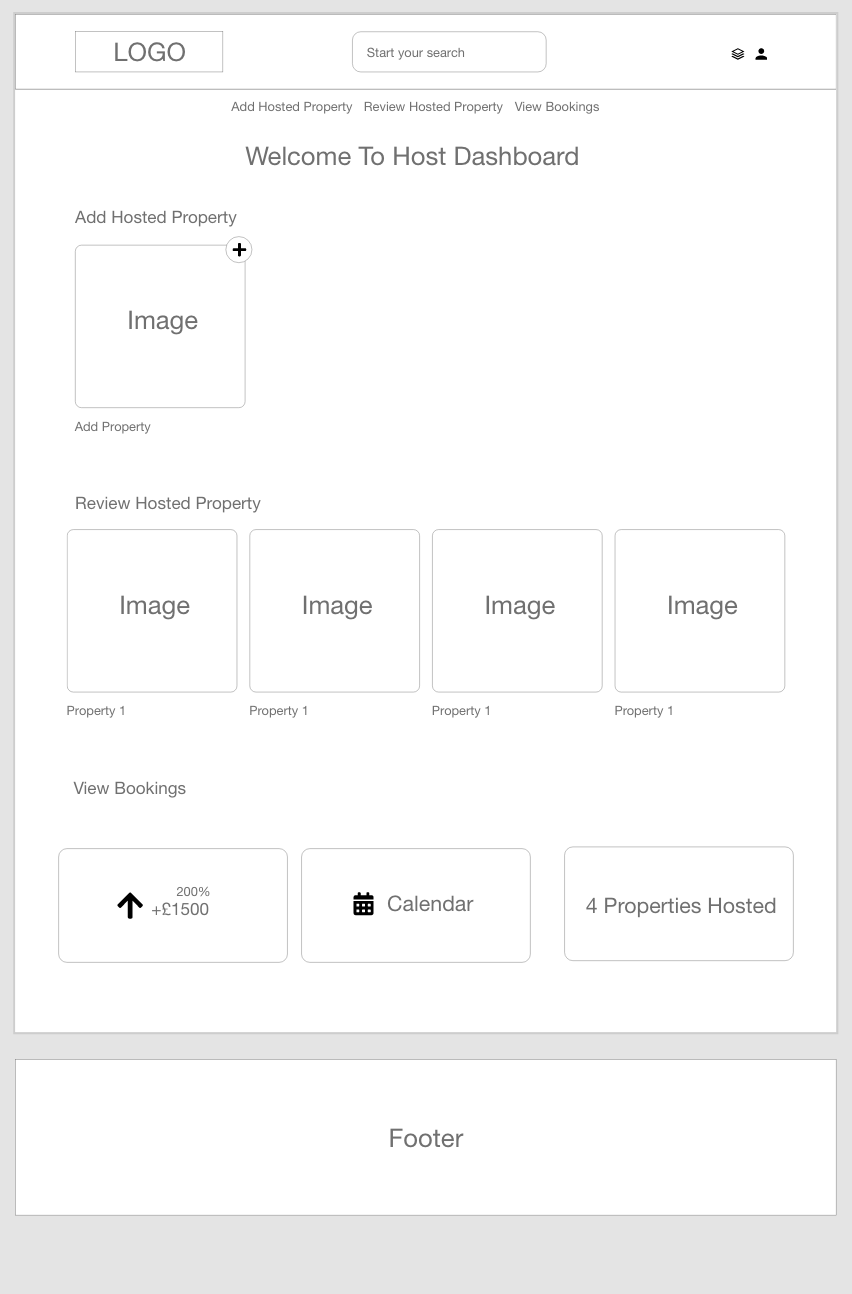 LOGO
Start your search
Add Hosted Property Review Hosted Property View Bookings
Welcome To Host Dashboard
Add Hosted Property
Image
Add Property
Review Hosted Property
Image Image Image Image
Property 1 Property 1 Property 1 Property 1
View Bookings
200%
+£1500
Calendar
4 Properties Hosted
Footer